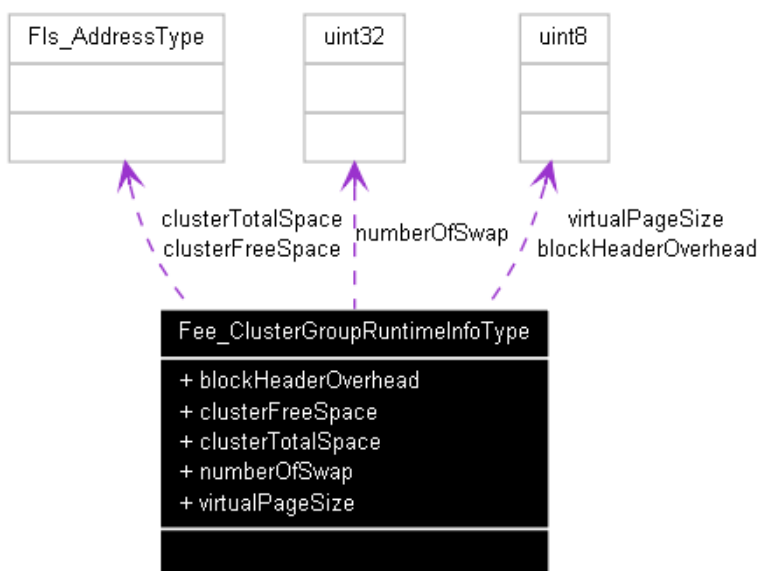 Fls_AddressType
uint32
uint8
clusterTotalSpace
clusterFreeSpace
numberOfSwap
virtualPageSize
blockHeaderOverhead
Fee_ClusterGroupRuntimeInfoType
+ blockHeaderOverhead
+ clusterFreeSpace
+ clusterTotalSpace
+ numberOfSwap
+ virtualPageSize